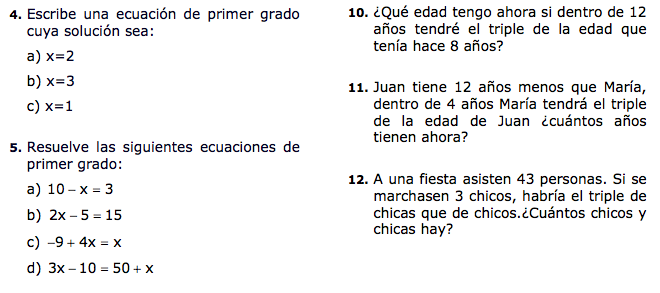 4. Escribe una ecuación de primer grado
cuya solución sea:
a) x=2
b) x=3
c) x=1
5. Resuelve las siguientes ecuaciones de
primer grado:
a) 10 − x = 3
b) 2x − 5 = 15
c) −9 + 4x = x
d) 3x − 10 = 50 + x
10. ¿Qué edad tengo ahora si dentro de 12
años tendré el triple de la edad que
tenía hace 8 años?
11. Juan tiene 12 años menos que María,
dentro de 4 años María tendrá el triple
de la edad de Juan ¿cuántos años
tienen ahora?
12. A una fiesta asisten 43 personas. Si se
marchasen 3 chicos, habría el triple de
chicas que de chicos.¿Cuántos chicos y
chicas hay?